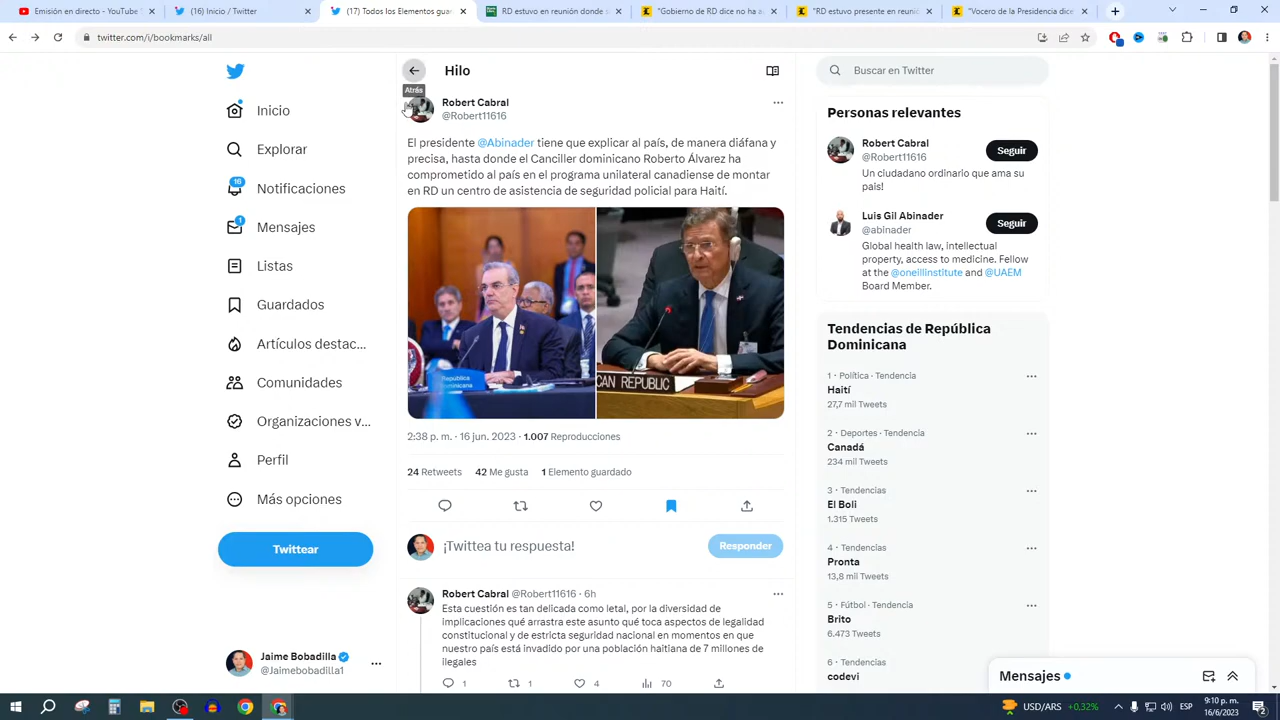 Emisión en directo - Y
(16) Inicio / Twitter
(17) Todos los Elementos G
RD estuvo en reunión donde s
"Gobierno de RD dice no ha a
"RD estuvo presente en reuni
"Vocero de la Presidencia dice
twitter.com/i/bookmarks/all
Inicio
Explorar
16
Notificaciones
1
Mensajes
Listas
Guardados
Artículos destac...
Comunidades
Organizaciones v...
Perfil
Más opciones
Twittear
Jaime Bobadilla
@Jaimebobadilla1
Hilo
Atrás
Robert Cabral
@Robert11616
El presidente @Abinader tiene que explicar al país, de manera diáfana y
precisa, hasta donde el Canciller dominicano Roberto Álvarez ha
comprometido al país en el programa unilateral canadiense de montar
en RD un centro de asistencia de seguridad policial para Haití.
República
Dominicana
CAN REPUBLIC
2:38 p. m. · 16 jun. 2023 · 1.007 Reproducciones
24 Retweets 42 Me gusta 1 Elemento guardado
¡Twittea tu respuesta!
Responder
Robert Cabral @Robert11616 · 6h
Esta cuestión es tan delicada como letal, por la diversidad de
implicaciones qué arrastra este asunto qué toca aspectos de legalidad
constitucional y de estricta seguridad nacional en momentos en que
nuestro país está invadido por una población haitiana de 7 millones de
ilegales
1 1 4 70
Buscar en Twitter
Personas relevantes
Robert Cabral
@Robert11616
Seguir
Un ciudadano ordinario que ama su
país!
Luis Gil Abinader
@abinader
Seguir
Global health law, intellectual
property, access to medicine. Fellow
at the @oneillinstitute and @UAEM
Board Member.
Tendencias de República
Dominicana
1 · Política · Tendencia
Haití
27,7 mil Tweets
2 · Deportes · Tendencia
Canadá
234 mil Tweets
3 · Tendencias
El Boli
1.315 Tweets
4 · Tendencias
Pronta
13,8 mil Tweets
5 · Fútbol · Tendencia
Brito
6.473 Tweets
6 · Tendencias
codevi
Mensajes
USD/ARS +0,32%
ESP
9:10 p. m.
16/6/2023
2